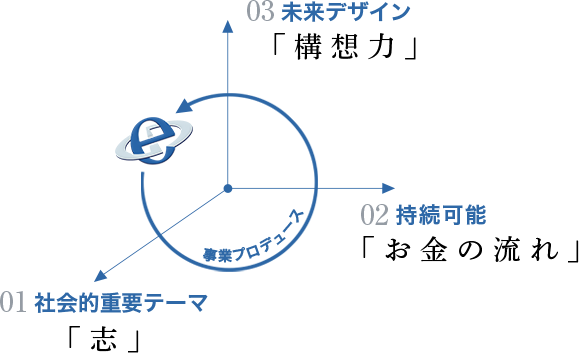 03 未来デザイン
「構想力」
02 持続可能
「お金の流れ」
事業プロデュース
01 社会的重要テーマ
「志」